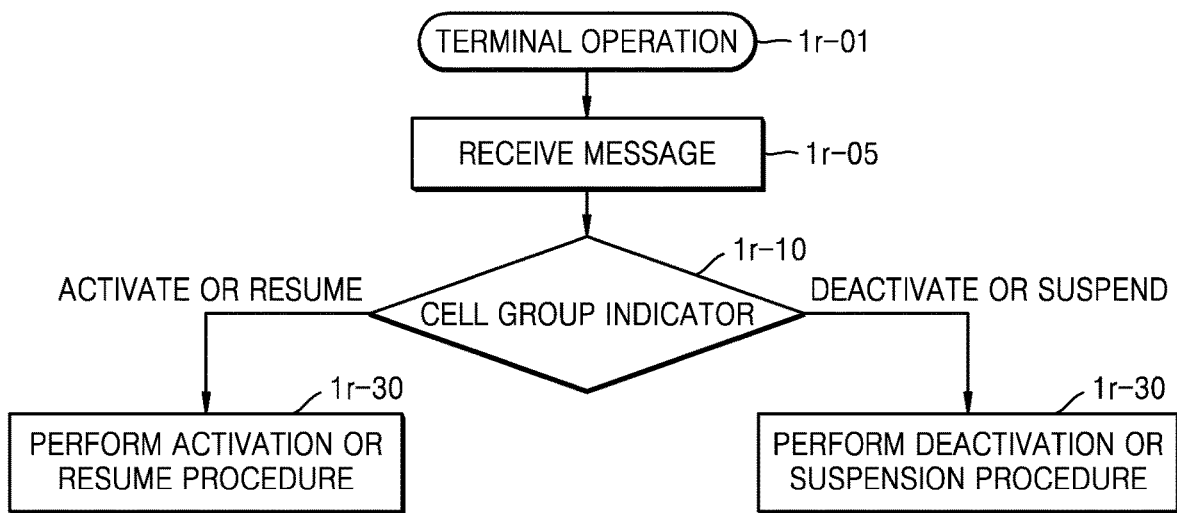 TERMINAL OPERATION
1r-01
RECEIVE MESSAGE
1r-05
1r-10
ACTIVATE OR RESUME
CELL GROUP INDICATOR
DEACTIVATE OR SUSPEND
1r-30
PERFORM ACTIVATION OR
RESUME PROCEDURE
1r-30
PERFORM DEACTIVATION OR
SUSPENSION PROCEDURE